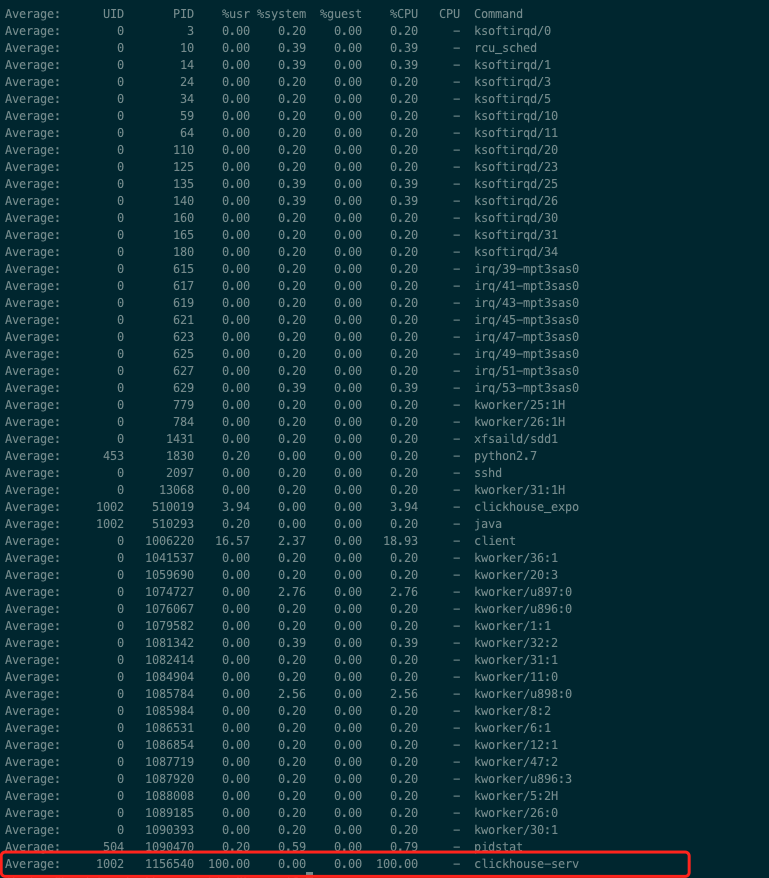 Average: UID PID %usr %system %guest %CPU CPU Command
Average: 0 3 0.00 0.20 0.00 0.20 – ksoftirqd/0
Average: 0 10 0.00 0.39 0.00 0.39 – rcu_sched
Average: 0 14 0.00 0.39 0.00 0.39 – ksoftirqd/1
Average: 0 24 0.00 0.20 0.00 0.20 – ksoftirqd/3
Average: 0 34 0.00 0.20 0.00 0.20 – ksoftirqd/5
Average: 0 59 0.00 0.20 0.00 0.20 – ksoftirqd/10
Average: 0 64 0.00 0.20 0.00 0.20 – ksoftirqd/11
Average: 0 110 0.00 0.20 0.00 0.20 – ksoftirqd/20
Average: 0 125 0.00 0.20 0.00 0.20 – ksoftirqd/23
Average: 0 135 0.00 0.39 0.00 0.39 – ksoftirqd/25
Average: 0 140 0.00 0.39 0.00 0.39 – ksoftirqd/26
Average: 0 160 0.00 0.20 0.00 0.20 – ksoftirqd/30
Average: 0 165 0.00 0.20 0.00 0.20 – ksoftirqd/31
Average: 0 180 0.00 0.20 0.00 0.20 – ksoftirqd/34
Average: 0 615 0.00 0.20 0.00 0.20 – irq/39–mpt3sas0
Average: 0 617 0.00 0.20 0.00 0.20 – irq/41–mpt3sas0
Average: 0 619 0.00 0.20 0.00 0.20 – irq/43–mpt3sas0
Average: 0 621 0.00 0.20 0.00 0.20 – irq/45–mpt3sas0
Average: 0 623 0.00 0.20 0.00 0.20 – irq/47–mpt3sas0
Average: 0 625 0.00 0.20 0.00 0.20 – irq/49–mpt3sas0
Average: 0 627 0.00 0.20 0.00 0.20 – irq/51–mpt3sas0
Average: 0 629 0.00 0.39 0.00 0.39 – irq/53–mpt3sas0
Average: 0 779 0.00 0.20 0.00 0.20 – kworker/25:1H
Average: 0 784 0.00 0.20 0.00 0.20 – kworker/26:1H
Average: 0 1431 0.00 0.20 0.00 0.20 – xfsaild/sdd1
Average: 453 1830 0.20 0.00 0.00 0.20 – python2.7
Average: 0 2097 0.00 0.20 0.00 0.20 – sshd
Average: 0 13068 0.00 0.20 0.00 0.20 – kworker/31:1H
Average: 1002 510019 3.94 0.00 0.00 3.94 – clickhouse_expo
Average: 1002 510293 0.20 0.00 0.00 0.20 – java
Average: 0 1006220 16.57 2.37 0.00 18.93 – client
Average: 0 1041537 0.00 0.20 0.00 0.20 – kworker/36:1
Average: 0 1059690 0.00 0.20 0.00 0.20 – kworker/20:3
Average: 0 1074727 0.00 2.76 0.00 2.76 – kworker/u897:0
Average: 0 1076067 0.00 0.20 0.00 0.20 – kworker/u896:0
Average: 0 1079582 0.00 0.20 0.00 0.20 – kworker/1:1
Average: 0 1081342 0.00 0.39 0.00 0.39 – kworker/32:2
Average: 0 1082414 0.00 0.20 0.00 0.20 – kworker/31:1
Average: 0 1084904 0.00 0.20 0.00 0.20 – kworker/11:0
Average: 0 1085784 0.00 2.56 0.00 2.56 – kworker/u898:0
Average: 0 1085984 0.00 0.20 0.00 0.20 – kworker/8:2
Average: 0 1086531 0.00 0.20 0.00 0.20 – kworker/6:1
Average: 0 1086854 0.00 0.20 0.00 0.20 – kworker/12:1
Average: 0 1087719 0.00 0.20 0.00 0.20 – kworker/47:2
Average: 0 1087920 0.00 0.20 0.00 0.20 – kworker/u896:3
Average: 0 1088008 0.00 0.20 0.00 0.20 – kworker/5:2H
Average: 0 1089185 0.00 0.20 0.00 0.20 – kworker/26:0
Average: 0 1090393 0.00 0.20 0.00 0.20 – kworker/30:1
Average: 504 1090470 0.20 0.59 0.00 0.79 – pidstat
Average: 1002 1156540 100.00 0.00 0.00 100.00 – clickhouse–serv